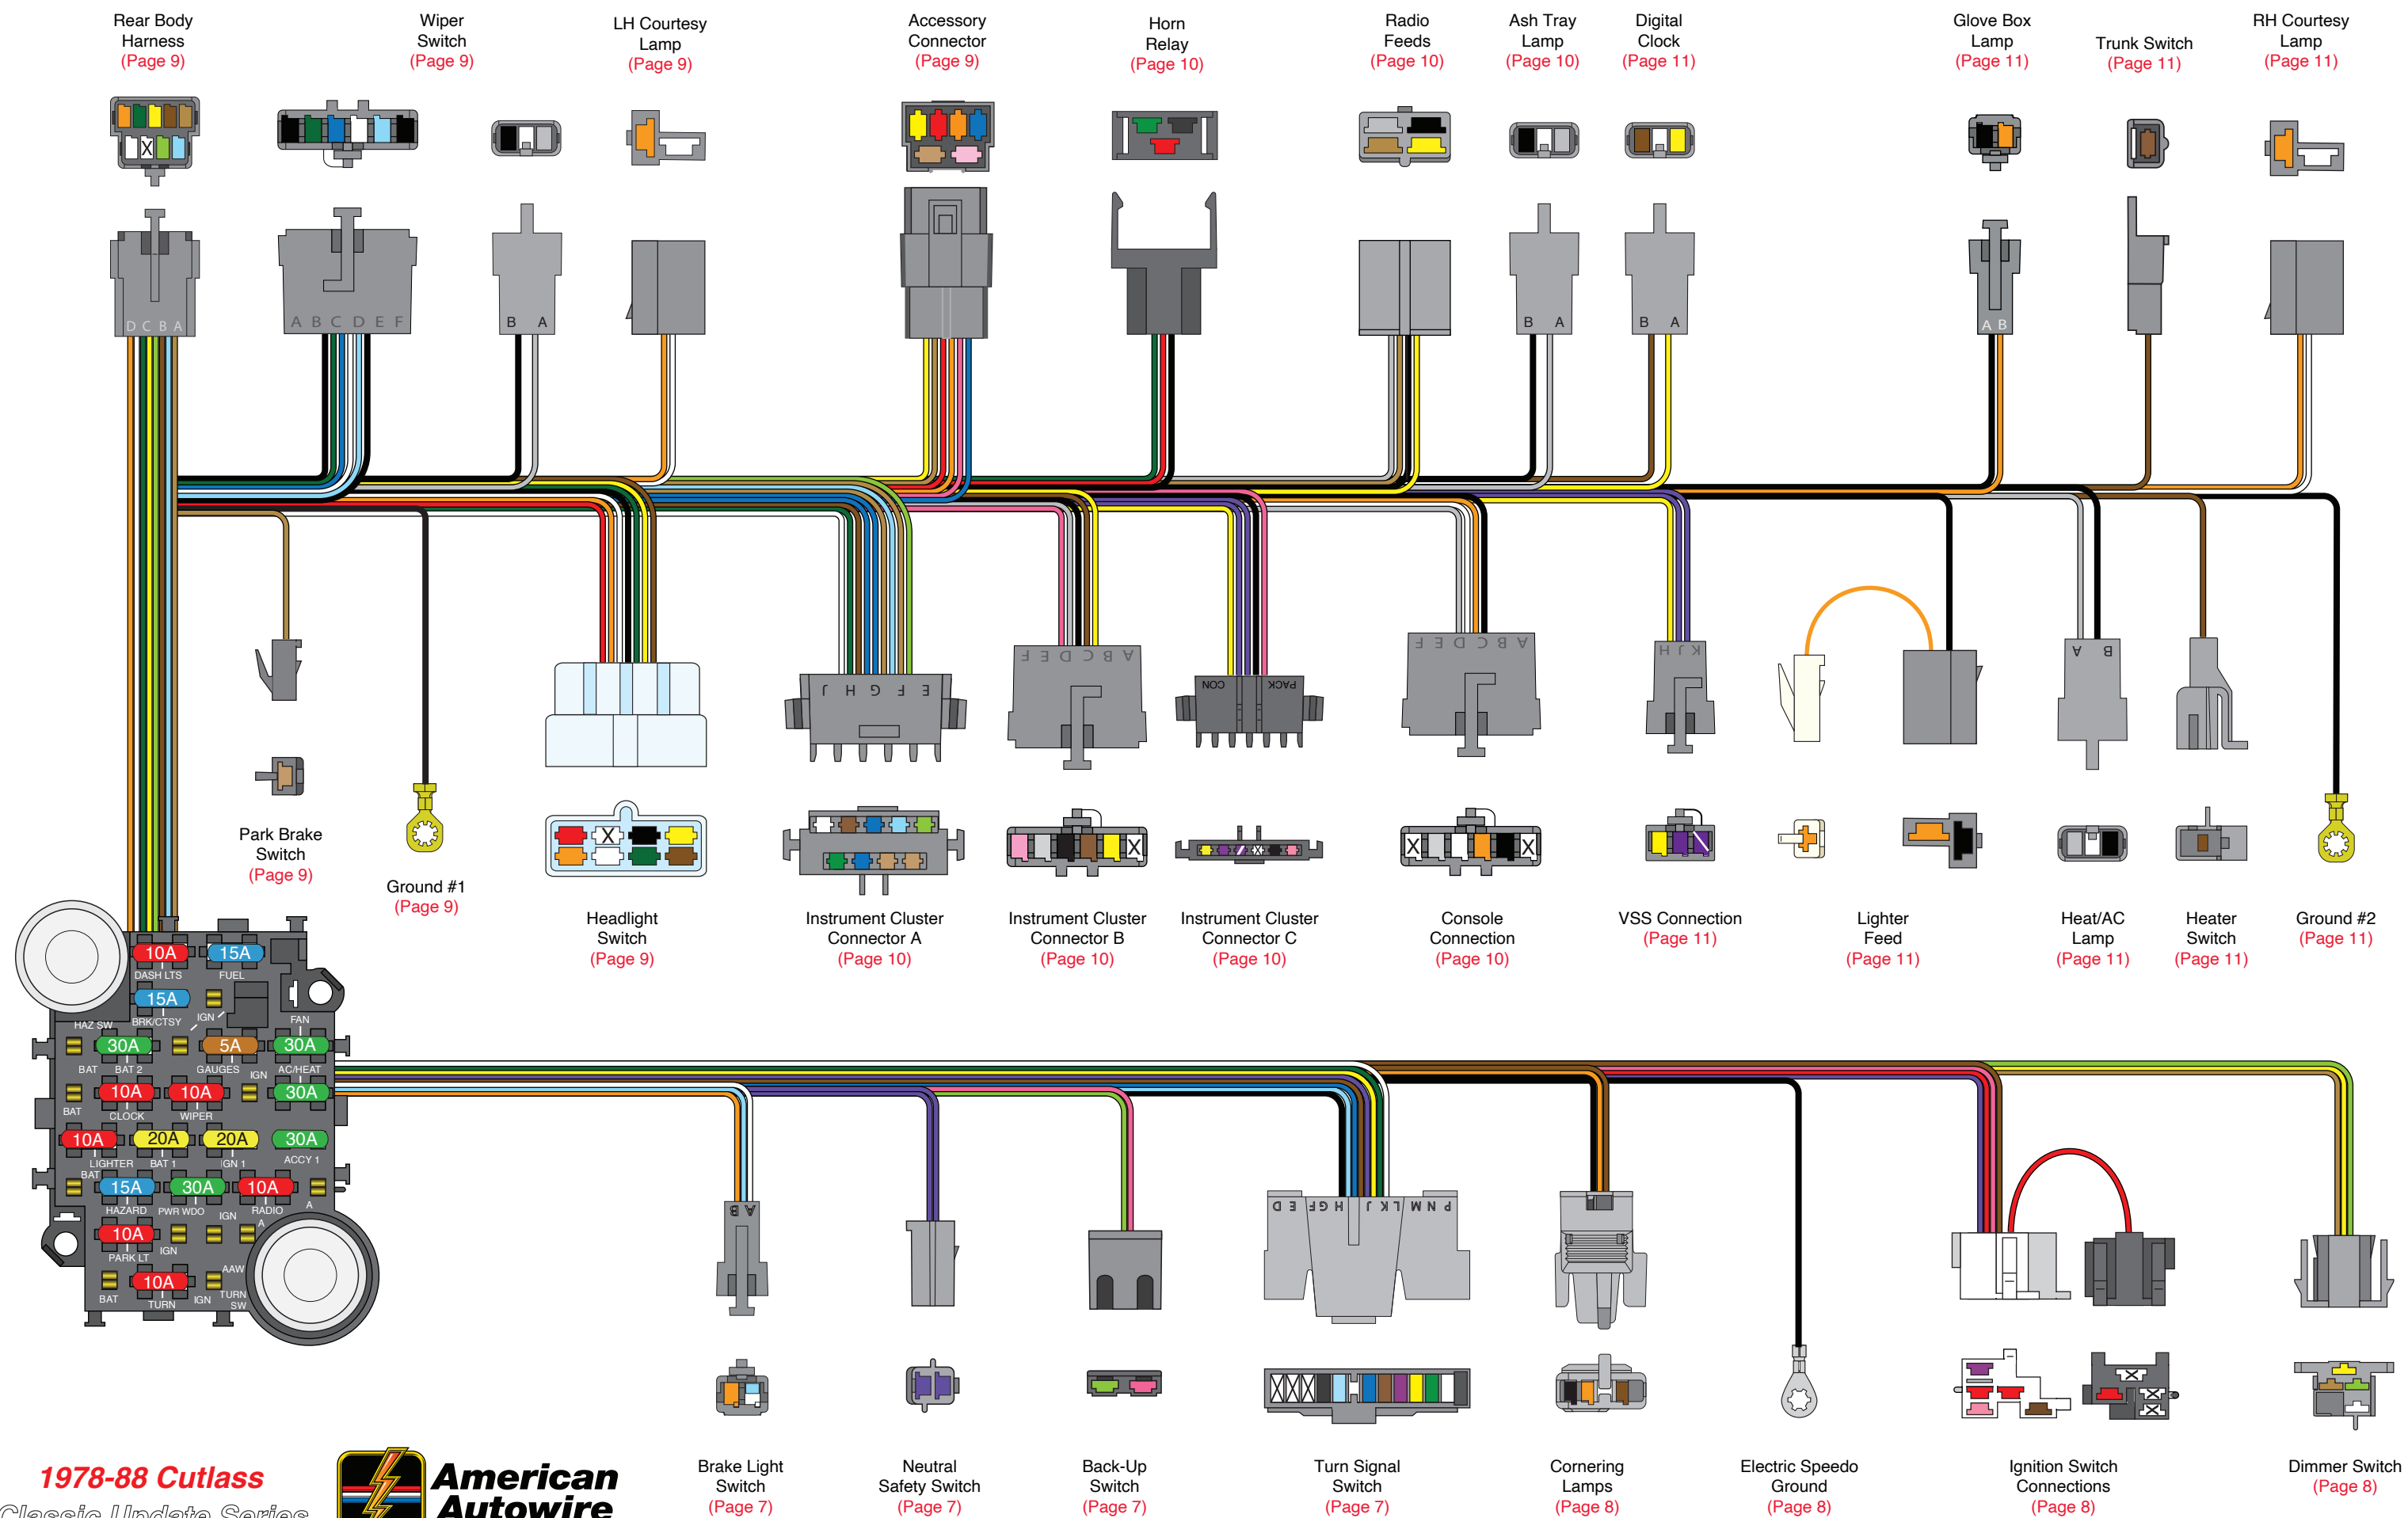 Rear Body
Harness
(Page 9)
Wiper
Switch
(Page 9)
LH Courtesy
Lamp
(Page 9)
Accessory
Connector
(Page 9)
Horn
Relay
(Page 10)
Radio
Feeds
(Page 10)
Ash Tray
Lamp
(Page 10)
Digital
Clock
(Page 11)
Glove Box
Lamp
(Page 11)
Trunk Switch
(Page 11)
RH Courtesy
Lamp
(Page 11)
X
D C B A
A B C D E F
B A
B A
B A
A B
J H G F E
F E D C B A
CON PACK
F E D C B A
H J K
A B
X
X
X
X X
Park Brake
Switch
(Page 9)
Ground #1
(Page 9)
Headlight
Switch
(Page 9)
Instrument Cluster
Connector A
(Page 10)
Instrument Cluster
Connector B
(Page 10)
Instrument Cluster
Connector C
(Page 10)
Console
Connection
(Page 10)
VSS Connection
(Page 11)
Lighter
Feed
(Page 11)
Heat/AC
Lamp
(Page 11)
Heater
Switch
(Page 11)
Ground #2
(Page 11)
10A 15A
DASH LTS FUEL
15A
HAZ SW BRK/CTSY IGN FAN
30A 5A 30A
BAT BAT 2 GAUGES IGN AC/HEAT
10A 10A 30A
BAT CLOCK WIPER
10A 20A 20A 30A
LIGHTER BAT 1 IGN 1 ACCY 1
BAT
15A 30A 10A
HAZARD PWR WDO IGN RADIO A
A
10A
PARK LT IGN
AAW
10A
BAT TURN IGN TURN
SW
B A
D E F G H J K L M N P
X X X
X
X
X
Brake Light
Switch
(Page 7)
Neutral
Safety Switch
(Page 7)
Back-Up
Switch
(Page 7)
Turn Signal
Switch
(Page 7)
Cornering
Lamps
(Page 8)
Electric Speedo
Ground
(Page 8)
Ignition Switch
Connections
(Page 8)
Dimmer Switch
(Page 8)
1978-88 Cutlass
Classic Update Series
American
Autowire